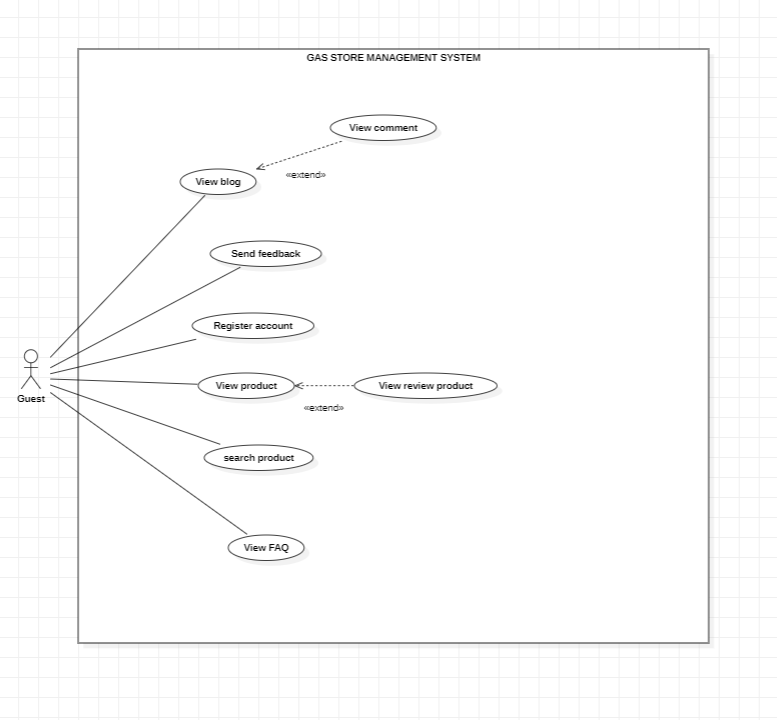 GAS STORE MANAGEMENT SYSTEM
View comment
«extend»
View blog
Send feedback
Register account
View product
View review product
«extend»
Guest
search product
View FAQ